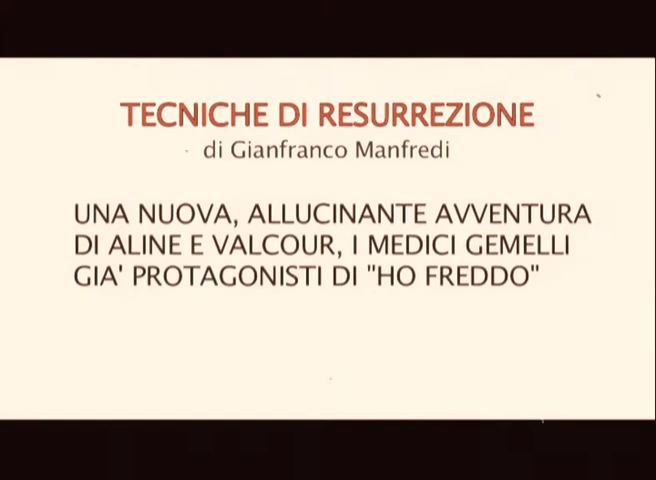 TECNICHE DI RESURREZIONE
di Gianfranco Manfredi
UNA NUOVA, ALLUCINANTE AVVENTURA
DI ALINE E VALCOUR, I MEDICI GEMELLI
GIA' PROTAGONISTI DI "HO FREDDO"